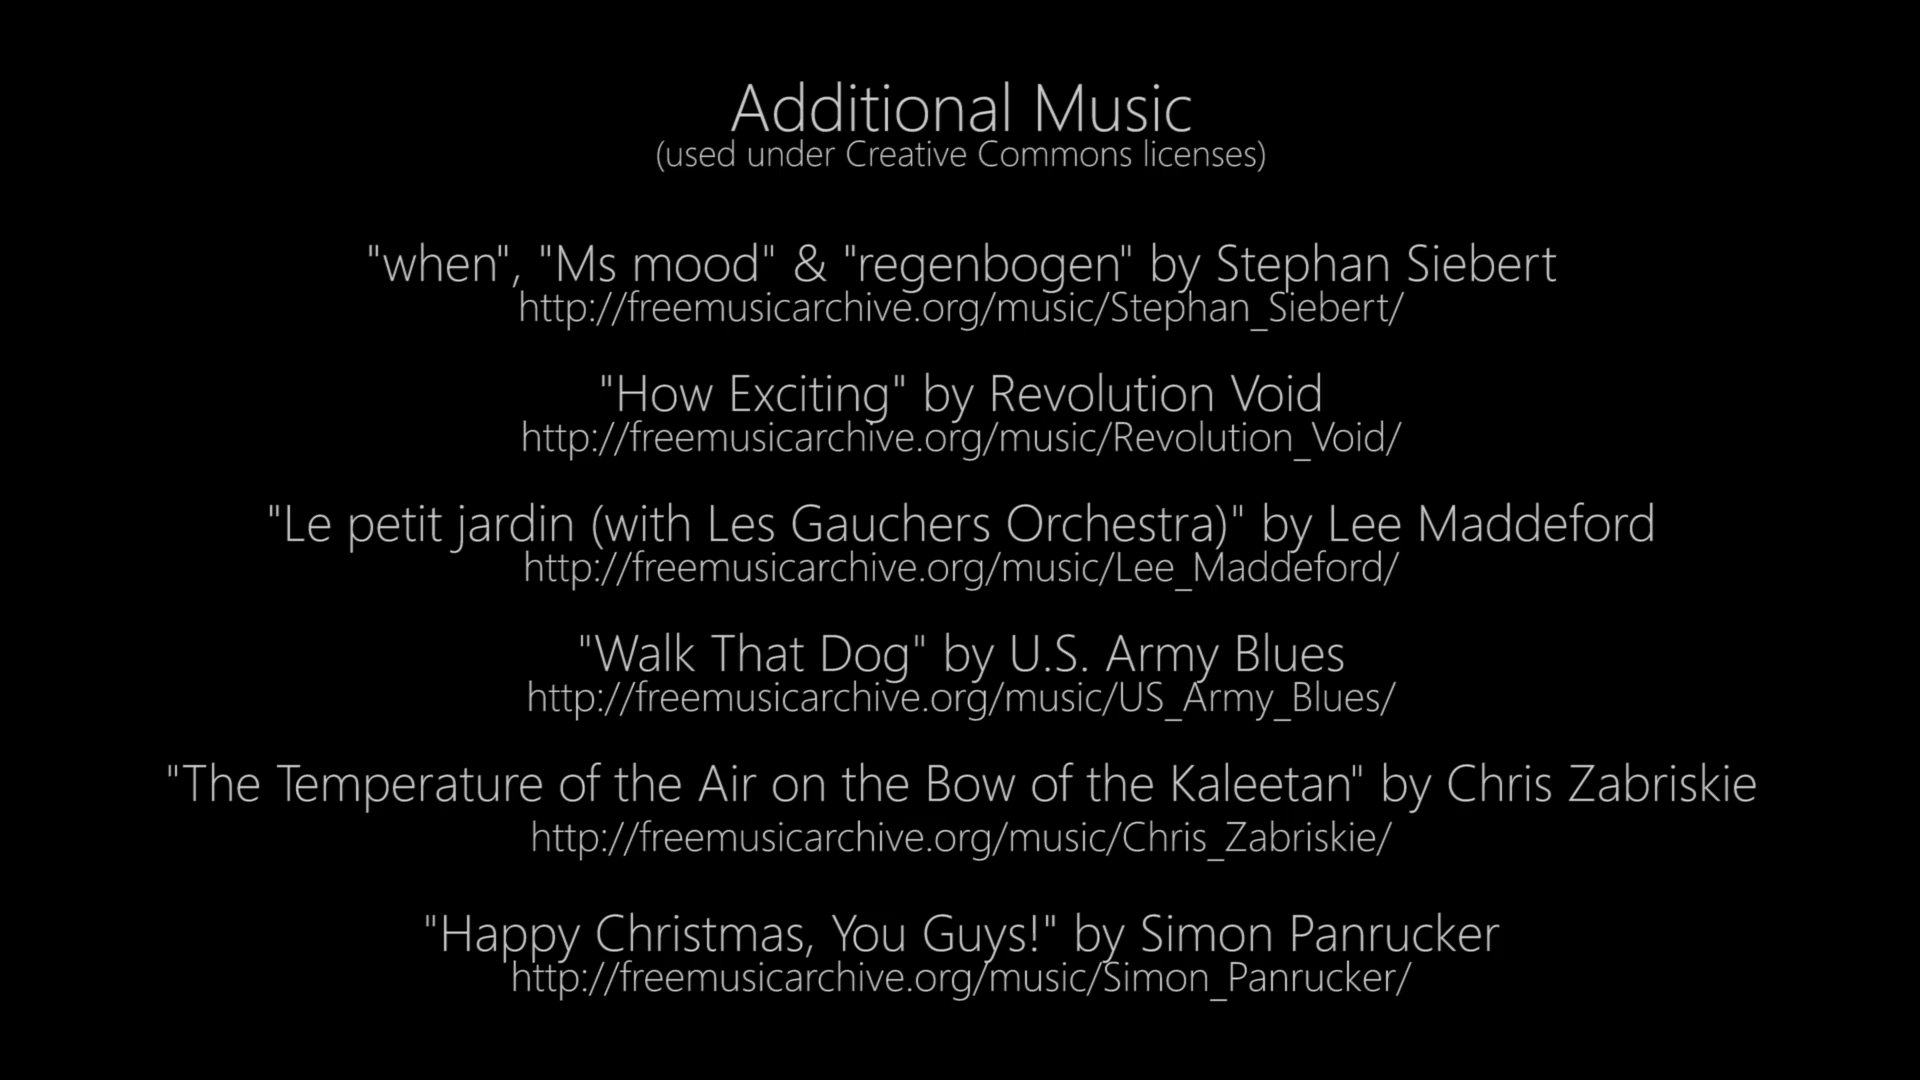 Additional Music
(used under Creative Commons licenses)
"when", "Ms mood" & "regenbogen" by Stephan Siebert
http://freemusicarchive.org/music/Stephan_Siebert/
"How Exciting" by Revolution Void
http://freemusicarchive.org/music/Revolution_Void/
"Le petit jardin (with Les Gauchers Orchestra)" by Lee Maddeford
http://freemusicarchive.org/music/Lee_Maddeford/
"Walk That Dog" by U.S. Army Blues
http://freemusicarchive.org/music/US_Army_Blues/
"The Temperature of the Air on the Bow of the Kaleetan" by Chris Zabriskie
http://freemusicarchive.org/music/Chris_Zabriskie/
"Happy Christmas, You Guys!" by Simon Panrucker
http://freemusicarchive.org/music/Simon_Panrucker/